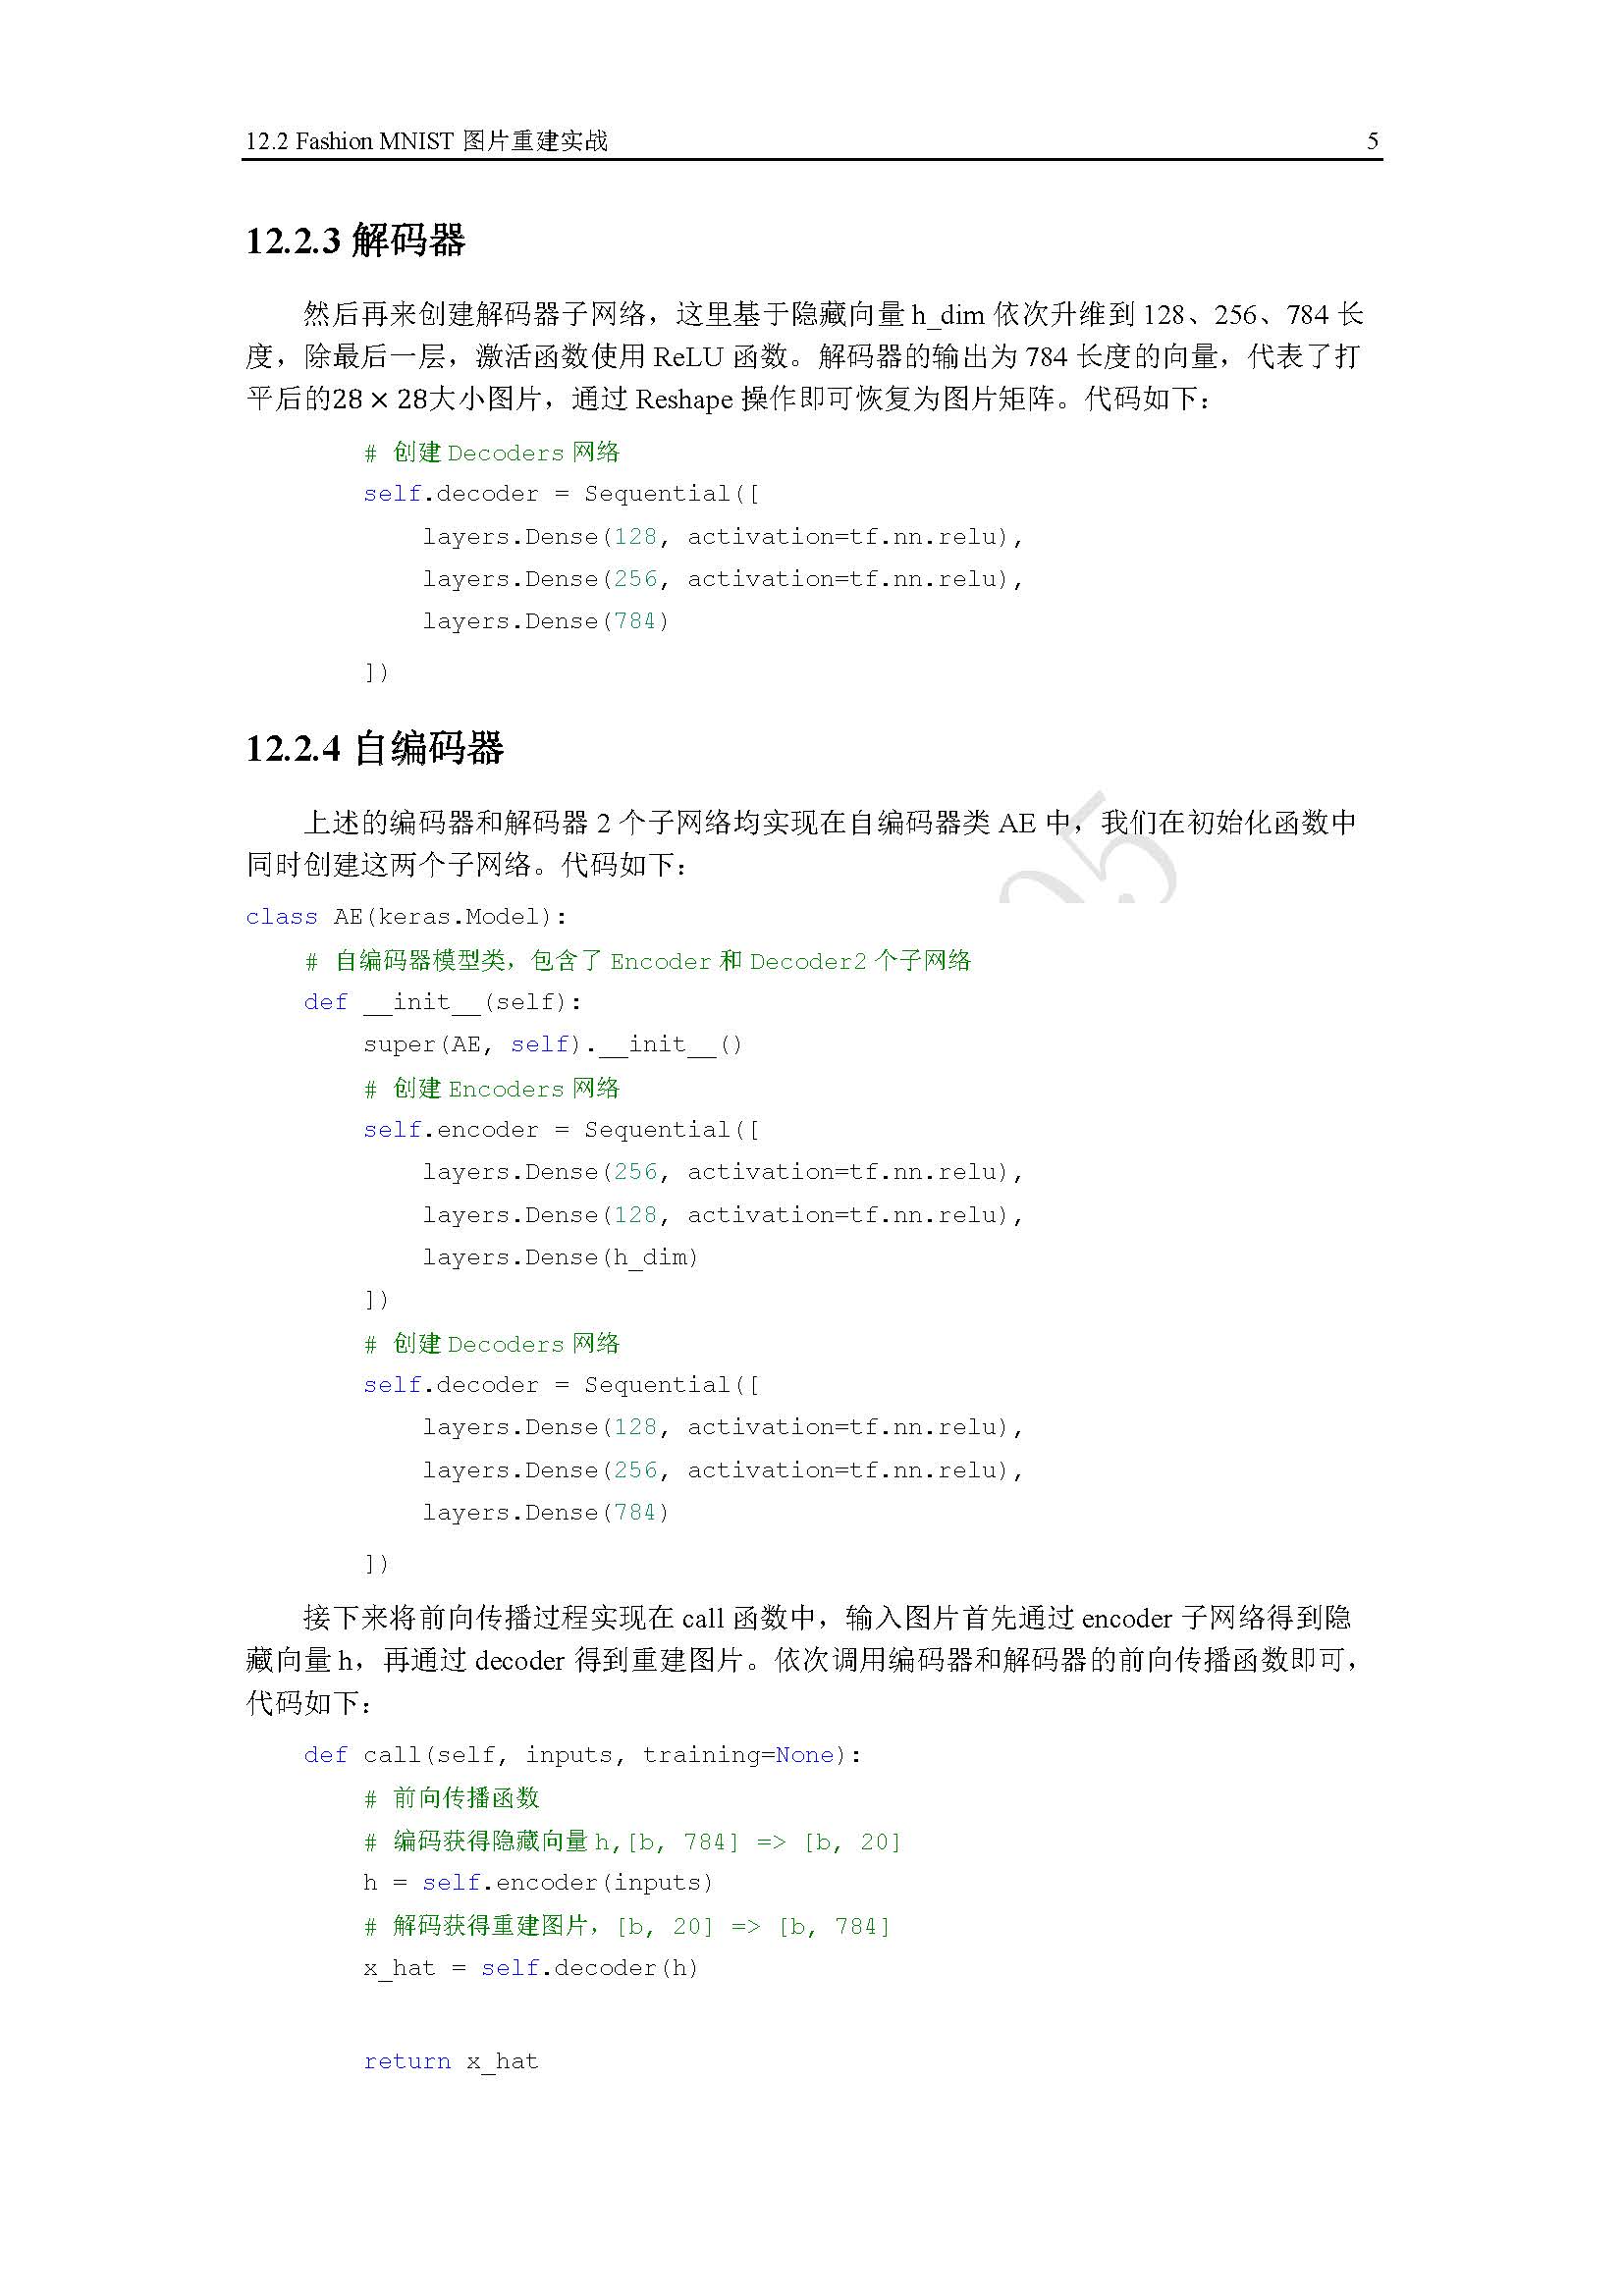 12.2 Fashion MNIST 图片重建实战 5
12.2.3 解码器
然后再来创建解码器子网络，这里基于隐藏向量 h_dim 依次升维到 128、256、784 长
度，除最后一层，激活函数使用 ReLU 函数。解码器的输出为 784 长度的向量，代表了打
平后的28 × 28大小图片，通过 Reshape 操作即可恢复为图片矩阵。代码如下：
# 创建 Decoders 网络
self.decoder = Sequential([
layers.Dense(128, activation=tf.nn.relu),
layers.Dense(256, activation=tf.nn.relu),
layers.Dense(784)
])
12.2.4 自编码器
上述的编码器和解码器 2 个子网络均实现在自编码器类 AE 中，我们在初始化函数中
同时创建这两个子网络。代码如下：
class AE(keras.Model):
# 自编码器模型类，包含了 Encoder 和 Decoder2 个子网络
def __init__(self):
super(AE, self).__init__()
# 创建 Encoders 网络
self.encoder = Sequential([
layers.Dense(256, activation=tf.nn.relu),
layers.Dense(128, activation=tf.nn.relu),
layers.Dense(h_dim)
])
# 创建 Decoders 网络
self.decoder = Sequential([
layers.Dense(128, activation=tf.nn.relu),
layers.Dense(256, activation=tf.nn.relu),
layers.Dense(784)
])
接下来将前向传播过程实现在 call 函数中，输入图片首先通过 encoder 子网络得到隐
藏向量 h，再通过 decoder 得到重建图片。依次调用编码器和解码器的前向传播函数即可，
代码如下：
def call(self, inputs, training=None):
# 前向传播函数
# 编码获得隐藏向量 h,[b, 784] => [b, 20]
h = self.encoder(inputs)
# 解码获得重建图片，[b, 20] => [b, 784]
x_hat = self.decoder(h)
return x_hat